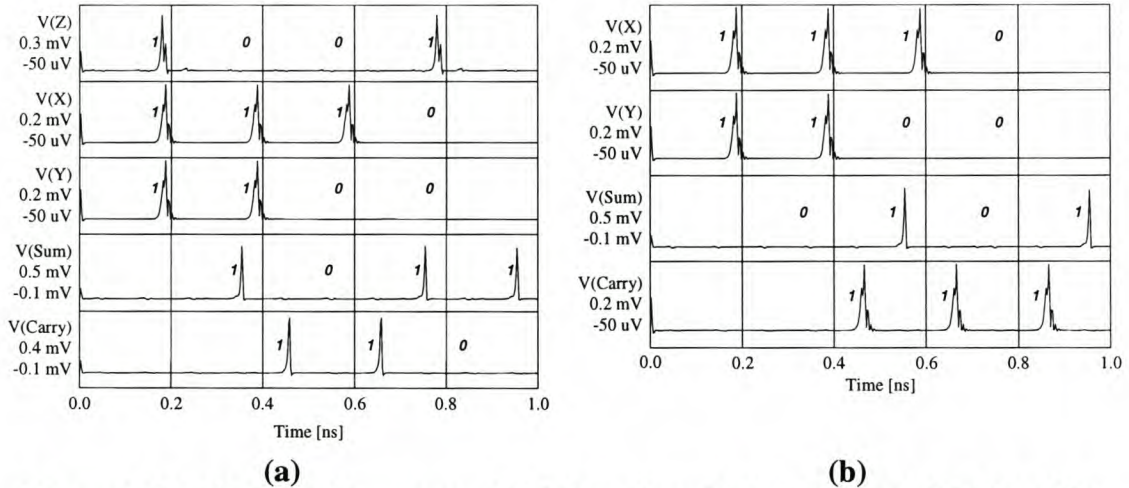 V(Z)
0.3 mV
-50 uV
1 0 0 1
V(X)
0.2 mV
-50 uV
1 1 1 0
V(Y)
0.2 mV
-50 uV
1 1 0 0
V(Sum)
0.5 mV
-0.1 mV
1 0 1 1
V(Carry)
0.4 mV
-0.1 mV
1 1 0
0.0 0.2 0.4 0.6 0.8 1.0
Time [ns]
(a)
V(X)
0.2 mV
-50 uV
1 1 1 0
V(Y)
0.2 mV
-50 uV
1 1 0 0
V(Sum)
0.5 mV
-0.1 mV
0 1 0 1
V(Carry)
0.2 mV
-50 uV
1 1 1
0.0 0.2 0.4 0.6 0.8 1.0
Time [ns]
(b)